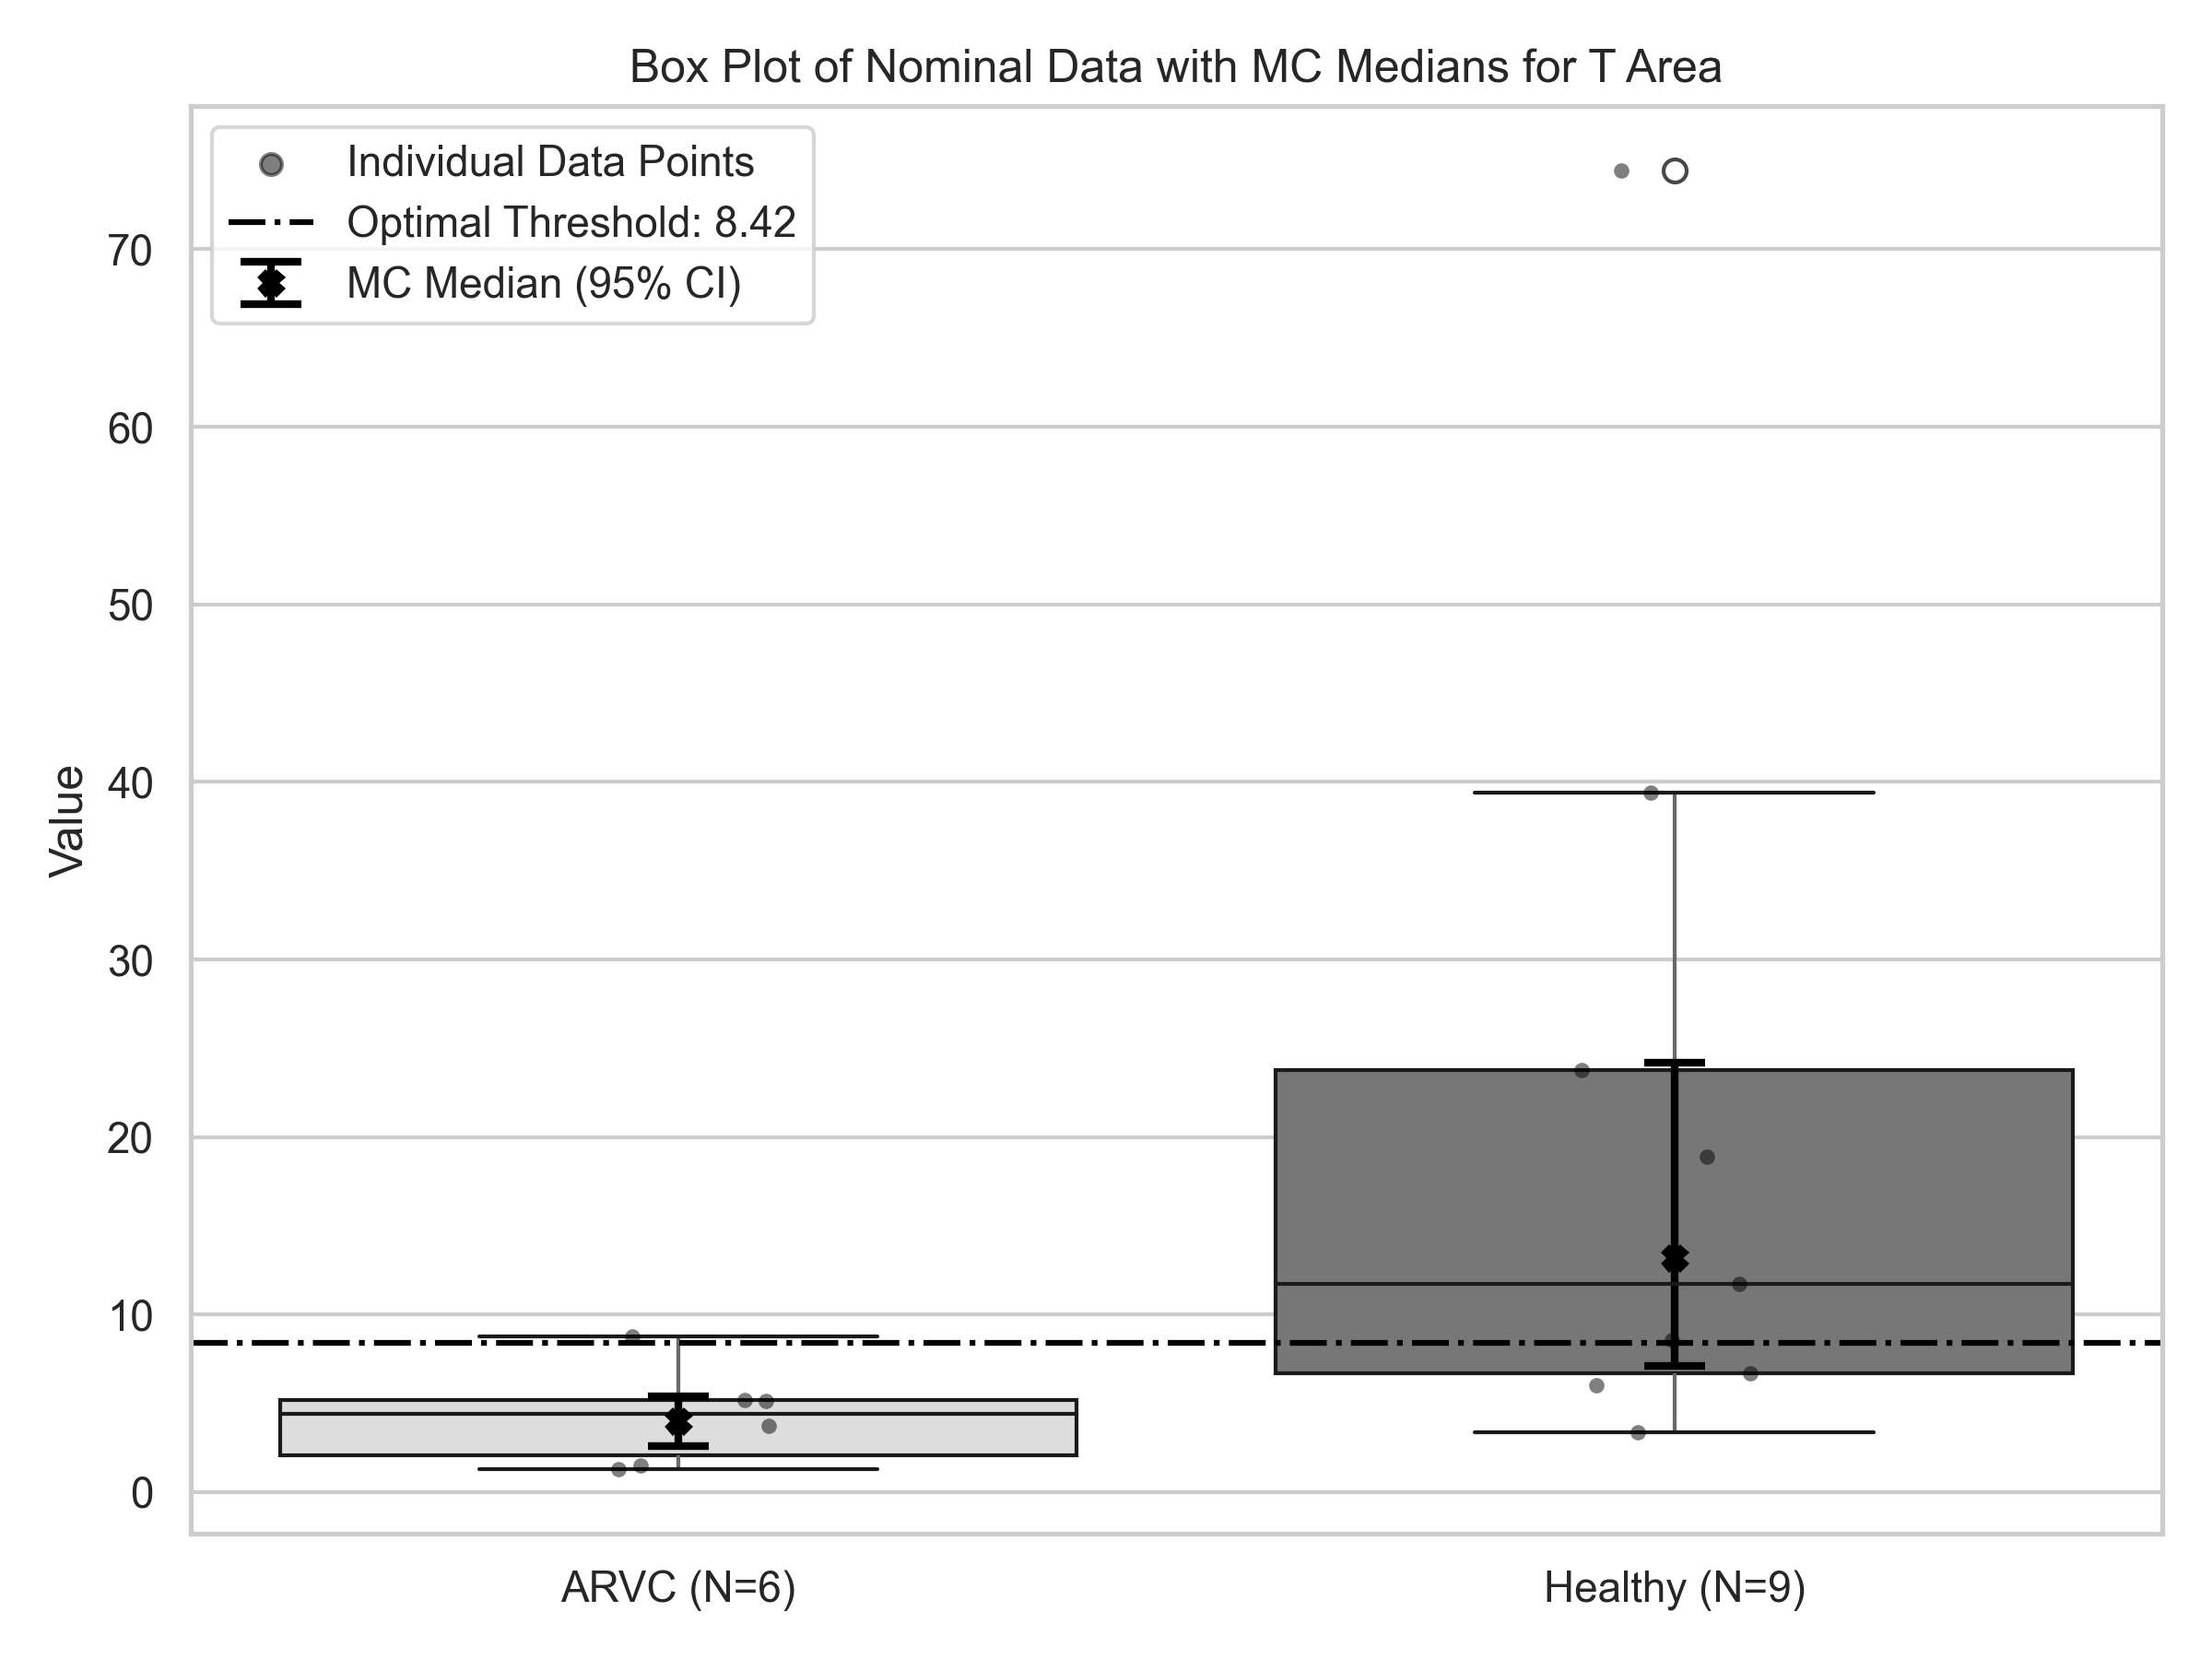 Box Plot of Nominal Data with MC Medians for T Area
Individual Data Points
Optimal Threshold: 8.42
MC Median (95% CI)
70
60
50
40
30
20
10
0
Value
ARVC (N=6)
Healthy (N=9)